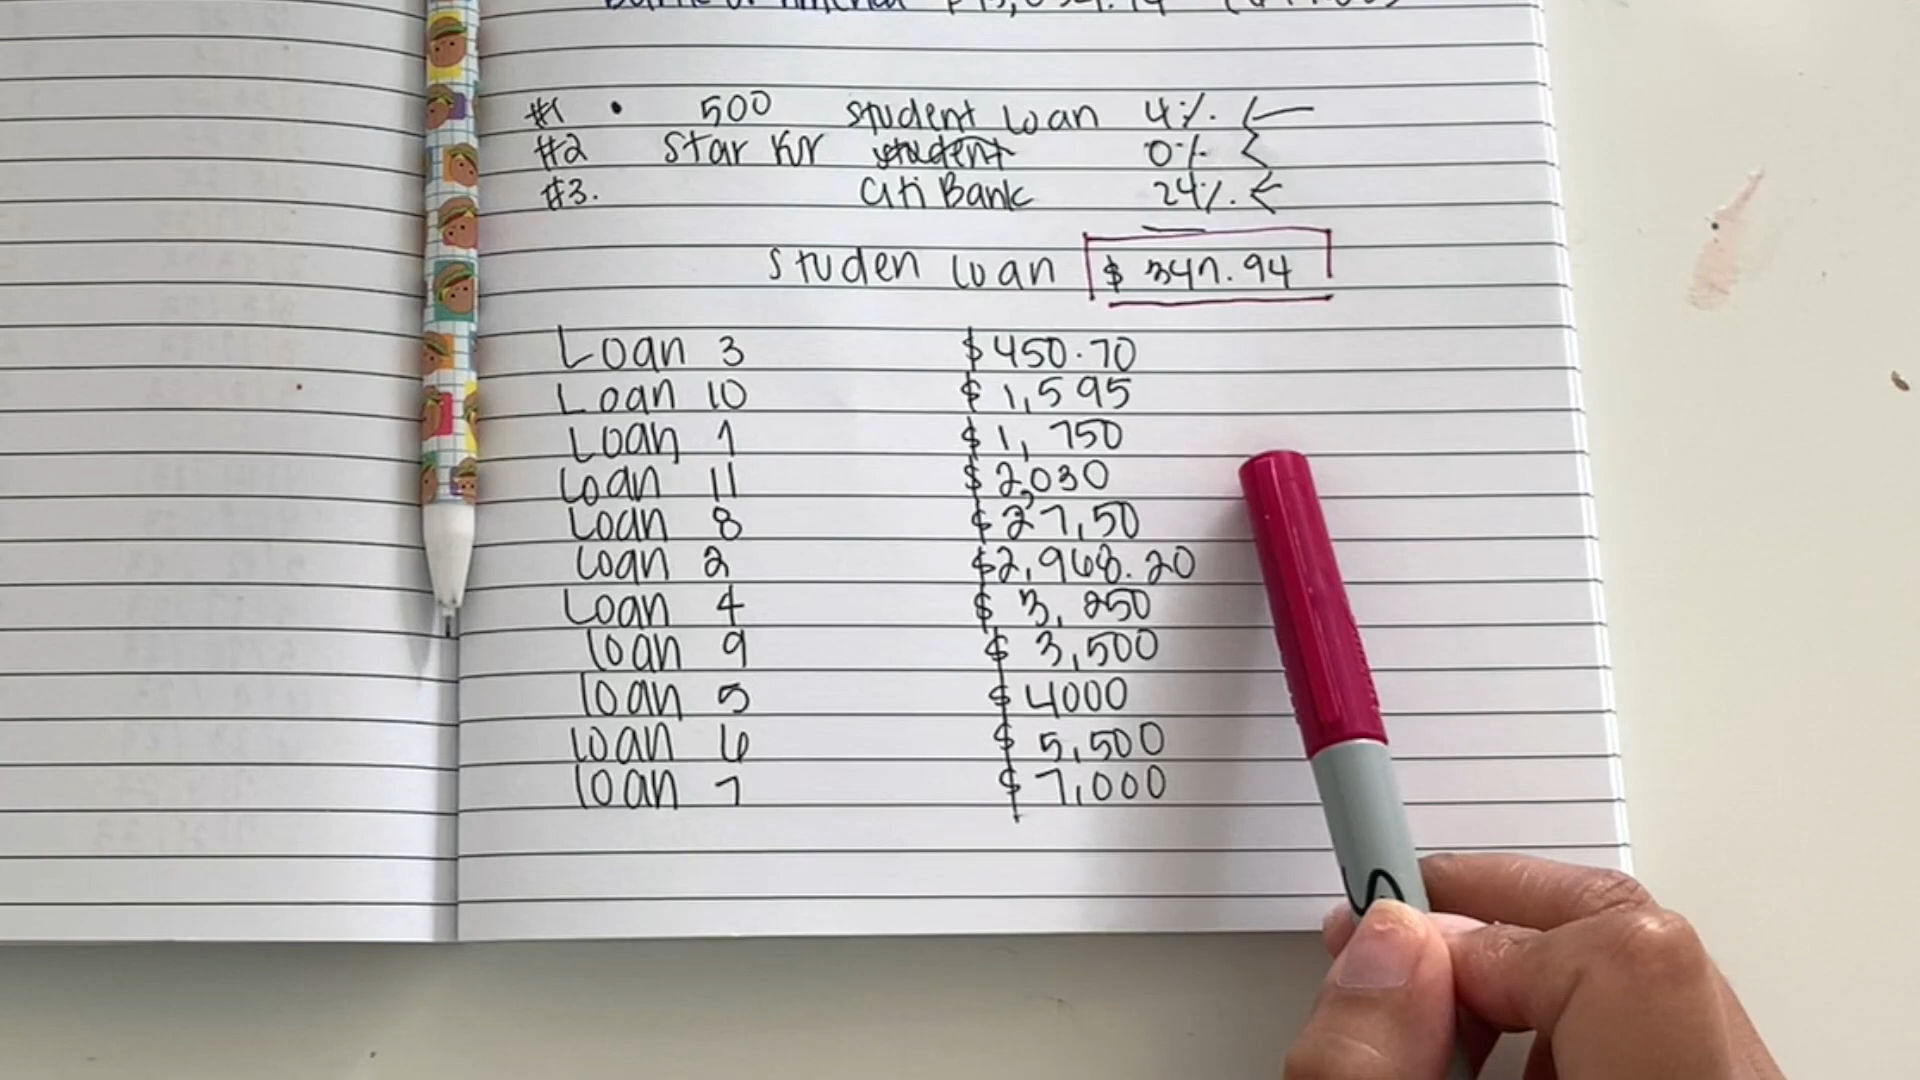 #1 • 500 student loan 4%
#2 Star Kir student 0%
#3. Citi Bank 24%.
Studen loan $ 347.94
Loan 3 $450.70
Loan 10 $1,595
Loan 1 $1,750
Loan 11 $2,030
Loan 8 $27,50
Loan 2 $2,968.20
Loan 4 $3,250
loan 9 $3,500
loan 5 $4000
loan 6 $5,500
loan 7 $7,000